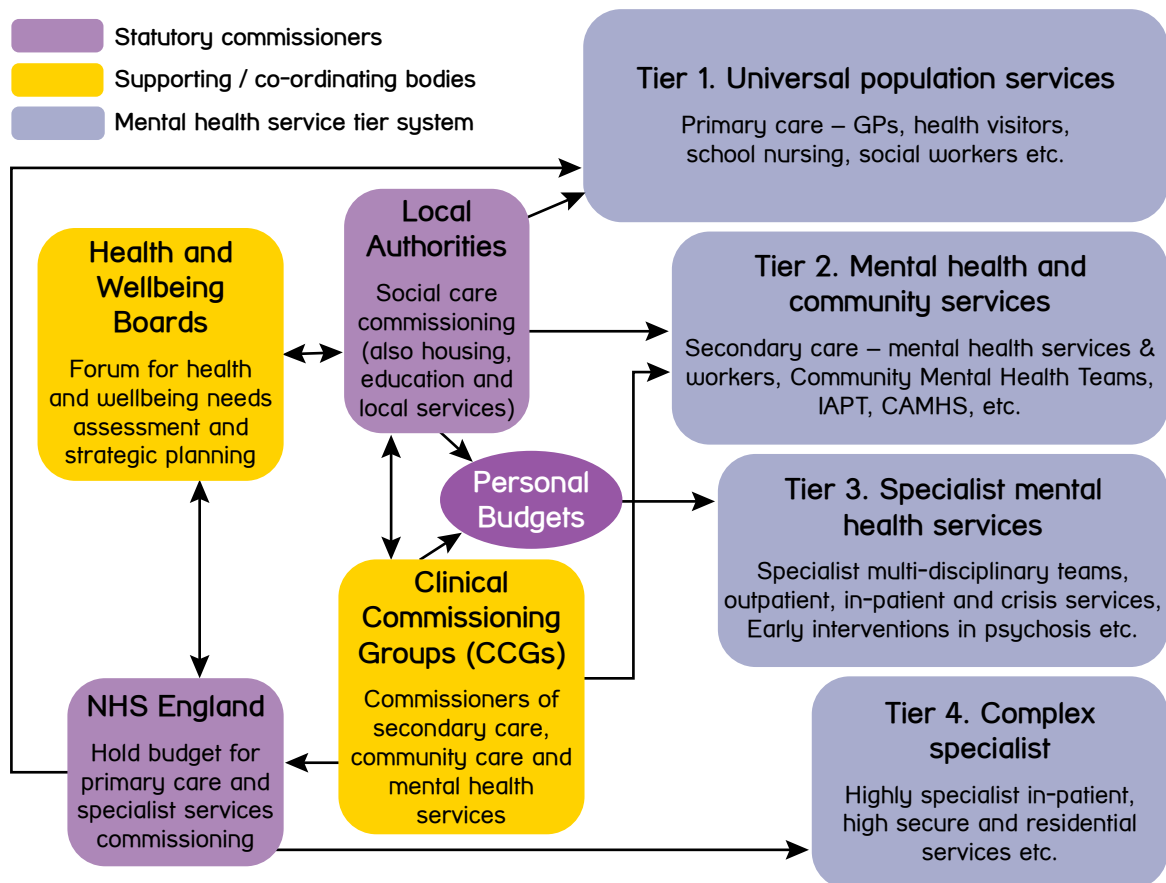 Statutory commissioners
Supporting / co-ordinating bodies
Mental health service tier system
Tier 1. Universal population services
Primary care – GPs, health visitors,
school nursing, social workers etc.
Local
Authorities
Social care
commissioning
(also housing,
education and
local services)
Health and
Wellbeing
Boards
Forum for health
and wellbeing needs
assessment and
strategic planning
Tier 2. Mental health and
community services
Secondary care – mental health services &
workers, Community Mental Health Teams,
IAPT, CAMHS, etc.
Personal
Budgets
Tier 3. Specialist mental
health services
Specialist multi-disciplinary teams,
outpatient, in-patient and crisis services,
Early interventions in psychosis etc.
Clinical
Commissioning
Groups (CCGs)
Commissioners of
secondary care,
community care and
mental health
services
NHS England
Hold budget for
primary care and
specialist services
commissioning
Tier 4. Complex
specialist
Highly specialist in-patient,
high secure and residential
services etc.